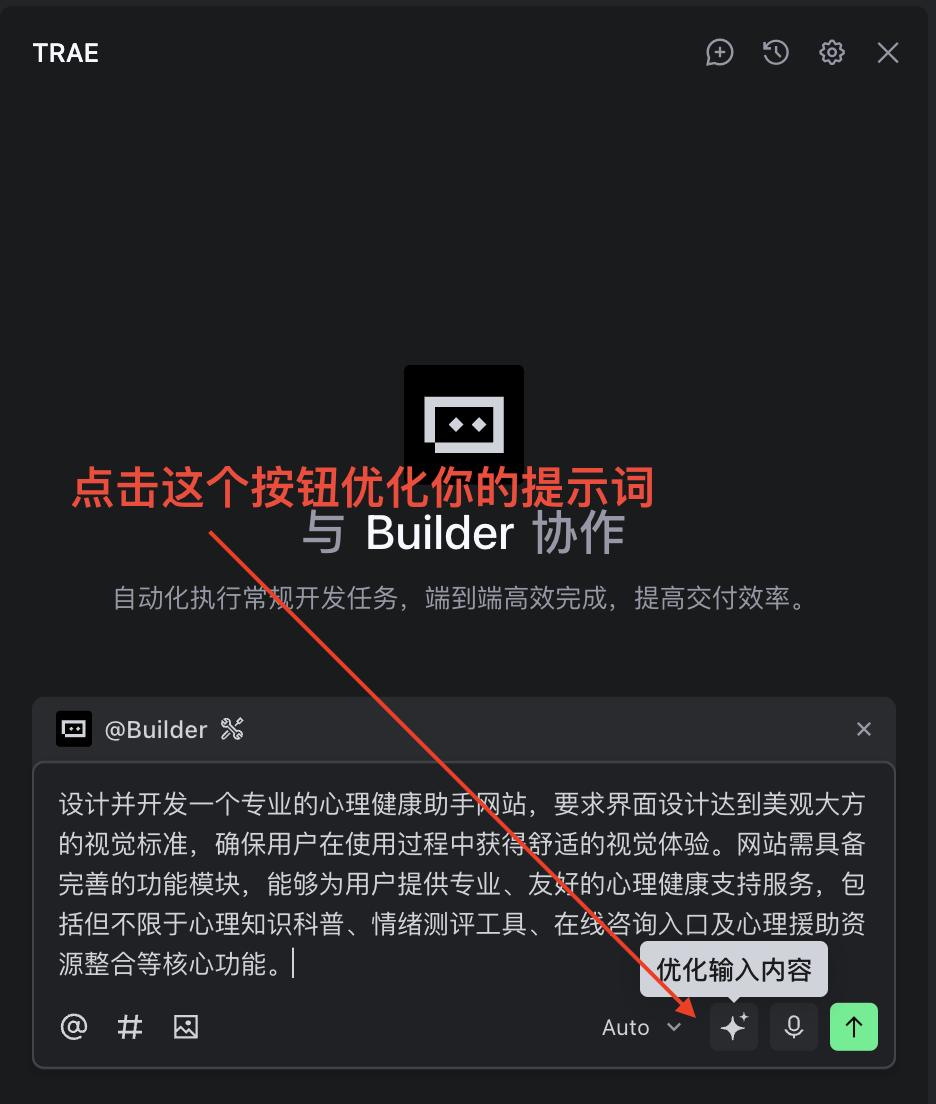 TRAE
点击这个按钮优化你的提示词
与 Builder 协作
自动化执行常规开发任务，端到端高效完成，提高交付效率。
@Builder
设计并开发一个专业的心理健康助手网站，要求界面设计达到美观大方
的视觉标准，确保用户在使用过程中获得舒适的视觉体验。网站需具备
完善的功能模块，能够为用户提供专业、友好的心理健康支持服务，包
括但不限于心理知识科普、情绪测评工具、在线咨询入口及心理援助资
源整合等核心功能。
优化输入内容
@ #
Auto